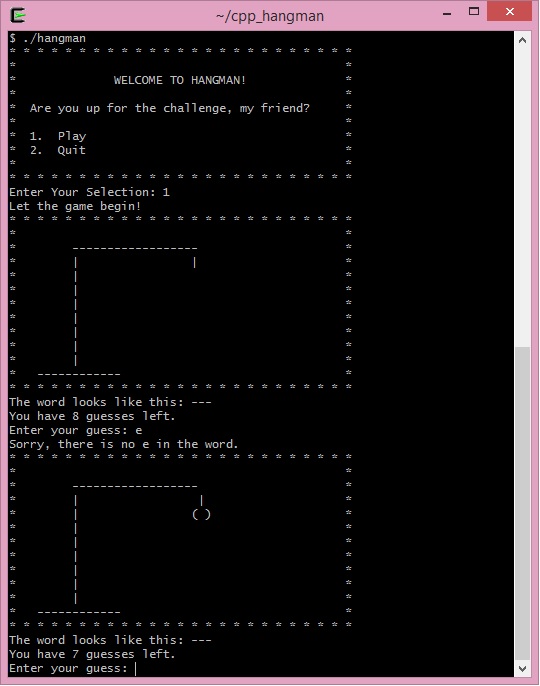 ~/cpp_hangman
$ ./hangman
* * * * * * * * * * * * * * * * * * * * * * * * *
*                                               *
*              WELCOME TO HANGMAN!              *
*                                               *
*  Are you up for the challenge, my friend?     *
*                                               *
*  1.  Play                                     *
*  2.  Quit                                     *
*                                               *
* * * * * * * * * * * * * * * * * * * * * * * * *
Enter Your Selection: 1
Let the game begin!
* * * * * * * * * * * * * * * * * * * * * * * * *
*                                               *
*        ------------------                     *
*        |                |                     *
*        |                                      *
*        |                                      *
*        |                                      *
*        |                                      *
*        |                                      *
*        |                                      *
*        |                                      *
*   ------------                                *
* * * * * * * * * * * * * * * * * * * * * * * * *
The word looks like this: ---
You have 8 guesses left.
Enter your guess: e
Sorry, there is no e in the word.
* * * * * * * * * * * * * * * * * * * * * * * * *
*                                               *
*        ------------------                     *
*        |                 |                    *
*        |                ( )                   *
*        |                                      *
*        |                                      *
*        |                                      *
*        |                                      *
*        |                                      *
*        |                                      *
*   ------------                                *
* * * * * * * * * * * * * * * * * * * * * * * * *
The word looks like this: ---
You have 7 guesses left.
Enter your guess: